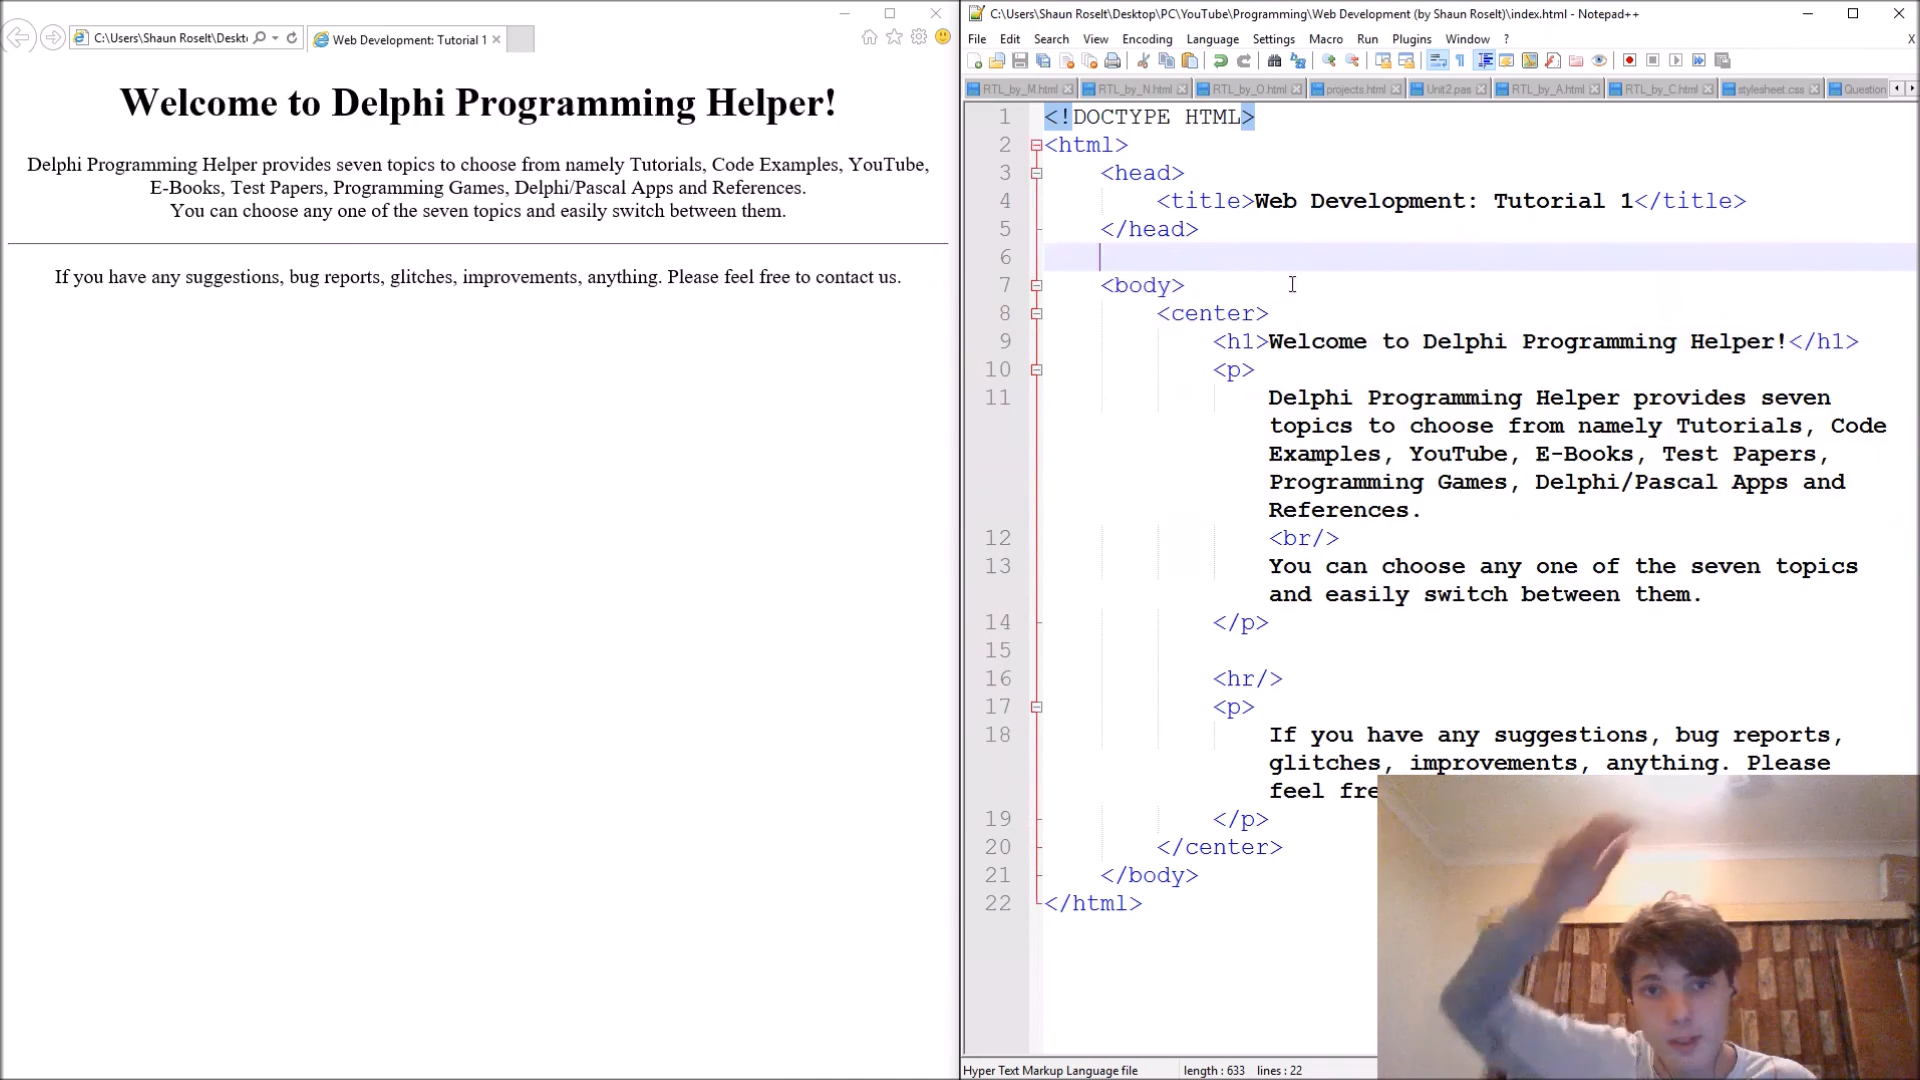 C:\Users\Shaun Roselt\Deskto
Web Development: Tutorial 1
Welcome to Delphi Programming Helper!
Delphi Programming Helper provides seven topics to choose from namely Tutorials, Code Examples, YouTube,
E-Books, Test Papers, Programming Games, Delphi/Pascal Apps and References.
You can choose any one of the seven topics and easily switch between them.
If you have any suggestions, bug reports, glitches, improvements, anything. Please feel free to contact us.
C:\Users\Shaun Roselt\Desktop\PC\YouTube\Programming\Web Development (by Shaun Roselt)\index.html - Notepad++
File Edit Search View Encoding Language Settings Macro Run Plugins Window ? X
RTL_by_M.html RTL_by_N.html RTL_by_O.html projects.html Unit2.pas RTL_by_A.html RTL_by_C.html stylesheet.css Question
1 <!DOCTYPE HTML>
2 <html>
3 <head>
4 <title>Web Development: Tutorial 1</title>
5 </head>
6
7 <body>
8 <center>
9 <h1>Welcome to Delphi Programming Helper!</h1>
10 <p>
11 Delphi Programming Helper provides seven
topics to choose from namely Tutorials, Code
Examples, YouTube, E-Books, Test Papers,
Programming Games, Delphi/Pascal Apps and
References.
12 <br/>
13 You can choose any one of the seven topics
and easily switch between them.
14 </p>
15
16 <hr/>
17 <p>
18 If you have any suggestions, bug reports,
glitches, improvements, anything. Please
feel fre
19 </p>
20 </center>
21 </body>
22 </html>
Hyper Text Markup Language file length : 633 lines : 22